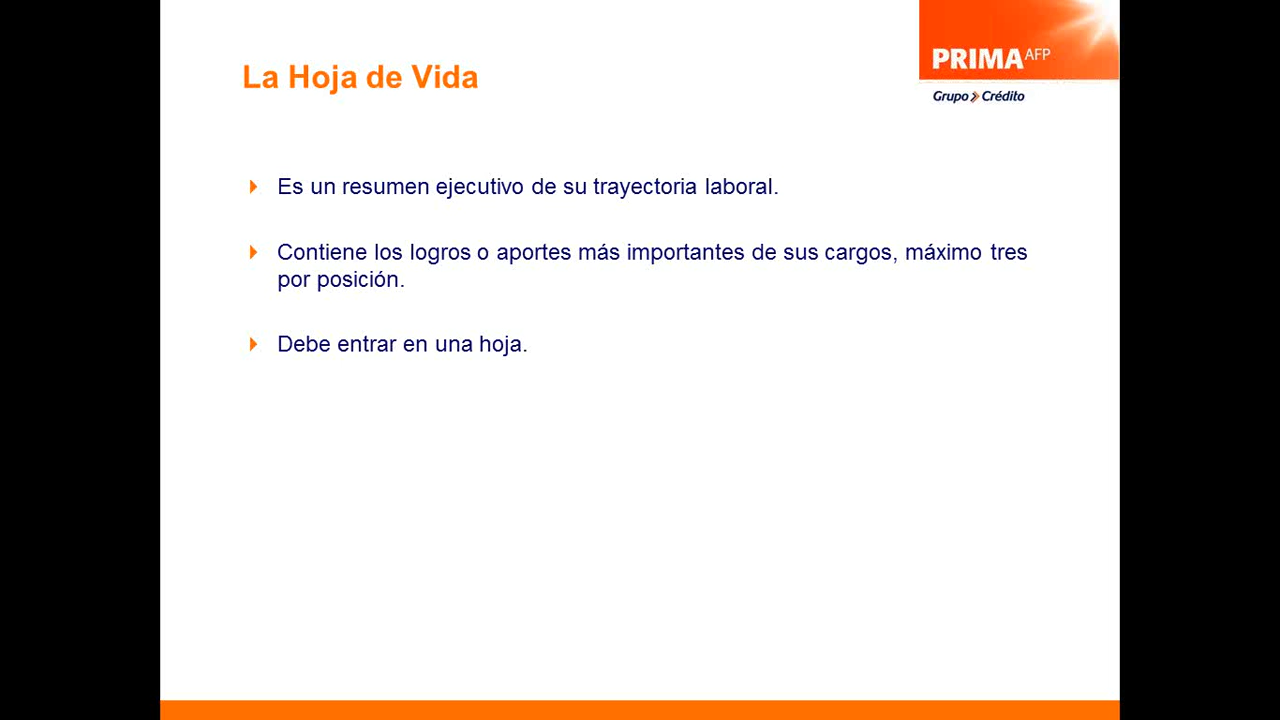 PRIMA AFP
Grupo Crédito
La Hoja de Vida
Es un resumen ejecutivo de su trayectoria laboral.
Contiene los logros o aportes más importantes de sus cargos, máximo tres
por posición.
Debe entrar en una hoja.